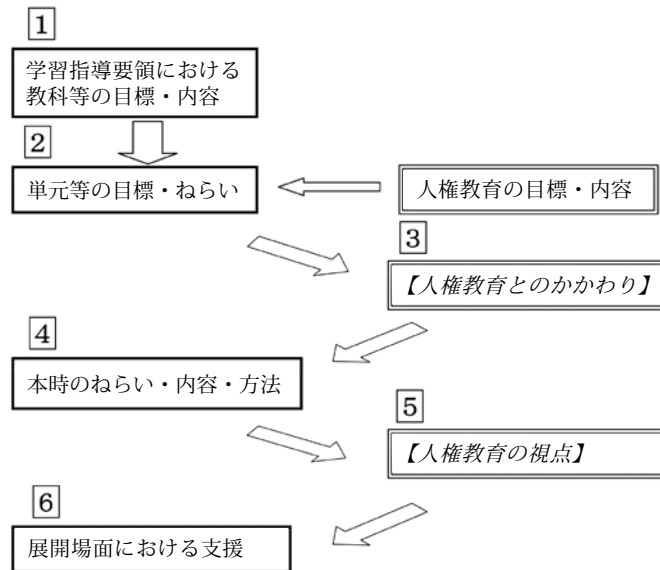 1
学習指導要領における
教科等の目標・内容
2
単元等の目標・ねらい
人権教育の目標・内容
3
【人権教育とのかかわり】
4
本時のねらい・内容・方法
5
【人権教育の視点】
6
展開場面における支援